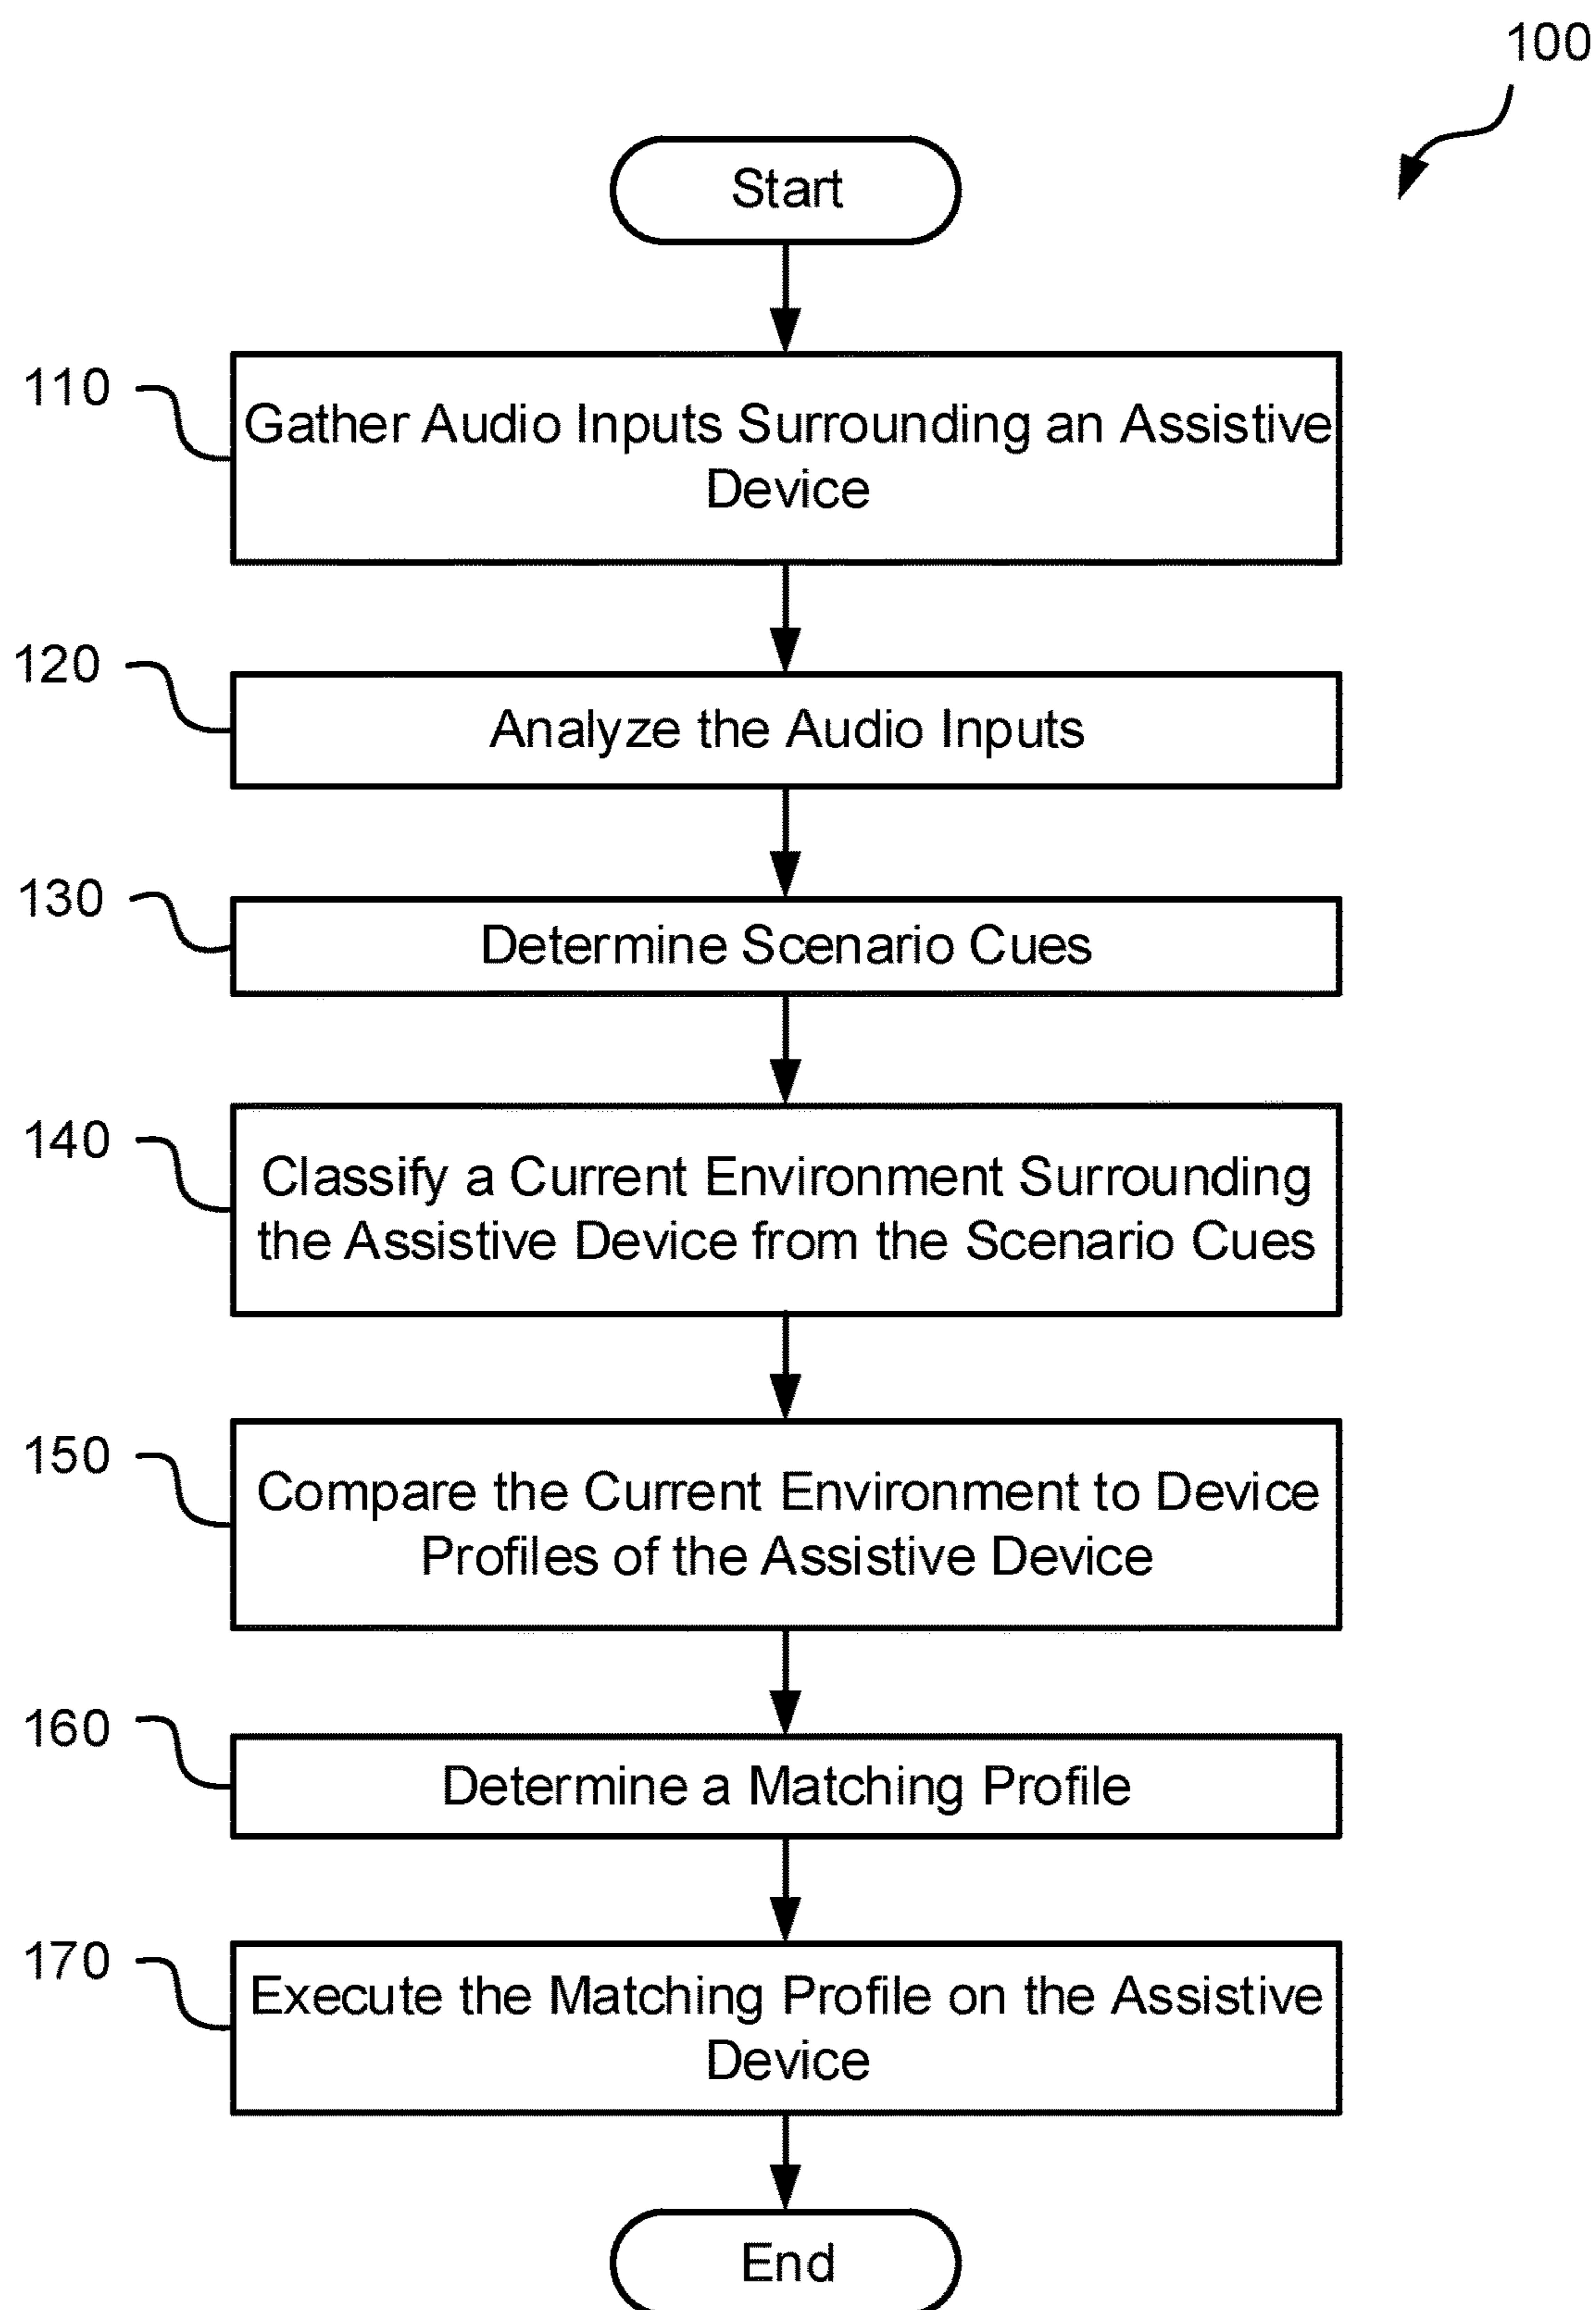 100
Start
110
Gather Audio Inputs Surrounding an Assistive
Device
120
Analyze the Audio Inputs
130
Determine Scenario Cues
140
Classify a Current Environment Surrounding
the Assistive Device from the Scenario Cues
150
Compare the Current Environment to Device
Profiles of the Assistive Device
160
Determine a Matching Profile
170
Execute the Matching Profile on the Assistive
Device
End